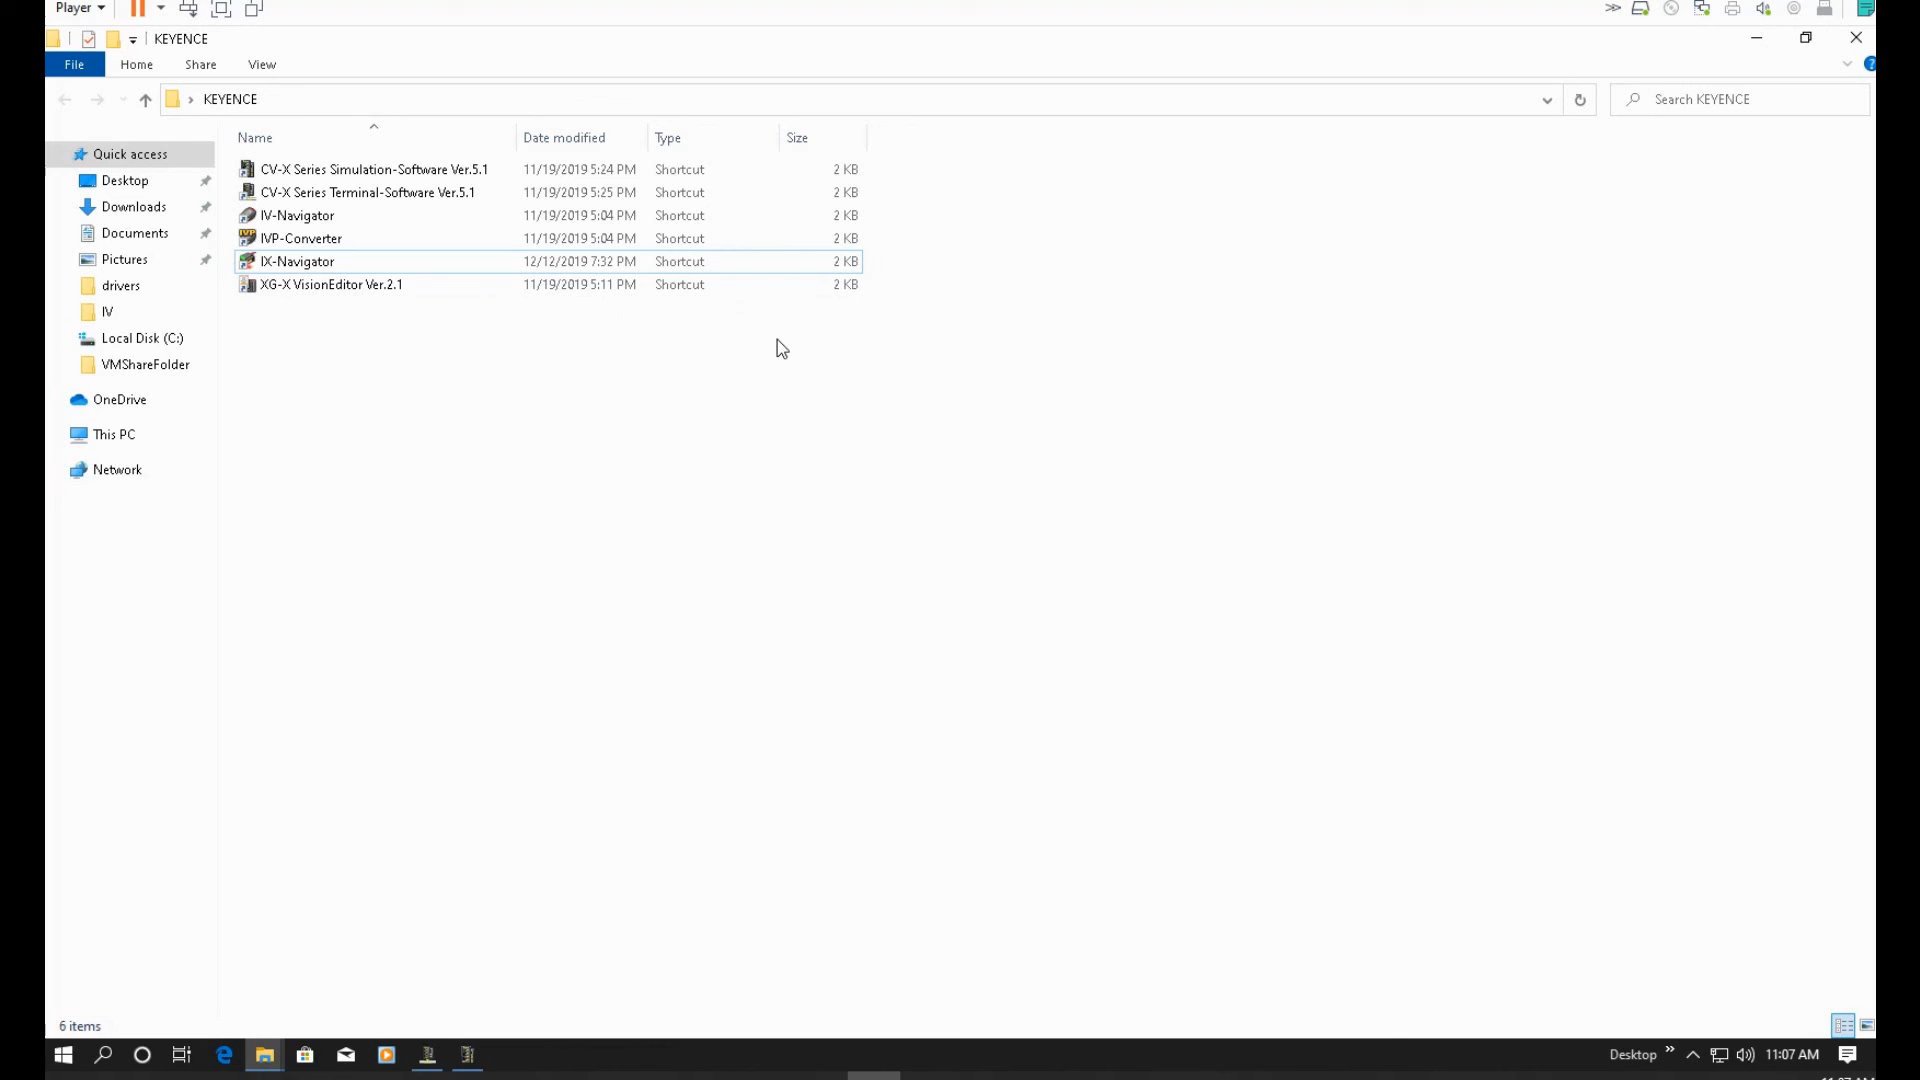 Player
KEYENCE
File Home Share View
KEYENCE Search KEYENCE
Name Date modified Type Size
Quick access
Desktop
Downloads
Documents
Pictures
drivers
IV
Local Disk (C:)
VMShareFolder
OneDrive
This PC
Network
CV-X Series Simulation-Software Ver.5.1 11/19/2019 5:24 PM Shortcut 2 KB
CV-X Series Terminal-Software Ver.5.1 11/19/2019 5:25 PM Shortcut 2 KB
IV-Navigator 11/19/2019 5:04 PM Shortcut 2 KB
IVP-Converter 11/19/2019 5:04 PM Shortcut 2 KB
IX-Navigator 12/12/2019 7:32 PM Shortcut 2 KB
XG-X VisionEditor Ver.2.1 11/19/2019 5:11 PM Shortcut 2 KB
6 items
Desktop 11:07 AM